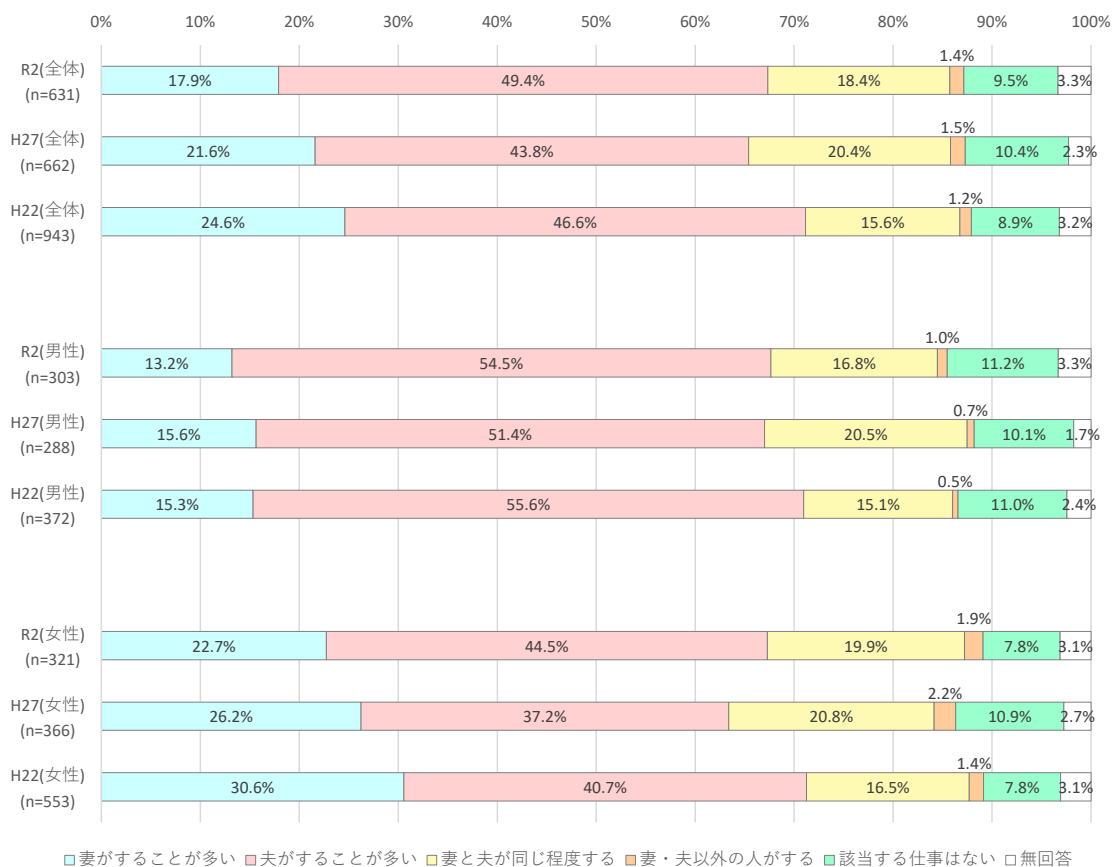 0% 10% 20% 30% 40% 50% 60% 70% 80% 90% 100%
1.4%
R2(全体)
(n=631)
17.9% 49.4% 18.4% 9.5% 3.3%
1.5%
H27(全体)
(n=662)
21.6% 43.8% 20.4% 10.4% 2.3%
1.2%
H22(全体)
(n=943)
24.6% 46.6% 15.6% 8.9% 3.2%
1.0%
R2(男性)
(n=303)
13.2% 54.5% 16.8% 11.2% 3.3%
0.7%
H27(男性)
(n=288)
15.6% 51.4% 20.5% 10.1% 1.7%
0.5%
H22(男性)
(n=372)
15.3% 55.6% 15.1% 11.0% 2.4%
1.9%
R2(女性)
(n=321)
22.7% 44.5% 19.9% 7.8% 3.1%
2.2%
H27(女性)
(n=366)
26.2% 37.2% 20.8% 10.9% 2.7%
1.4%
H22(女性)
(n=553)
30.6% 40.7% 16.5% 7.8% 3.1%
妻がすることが多い 夫がすることが多い 妻と夫が同じ程度する 妻・夫以外の人がする 該当する仕事はない 無回答